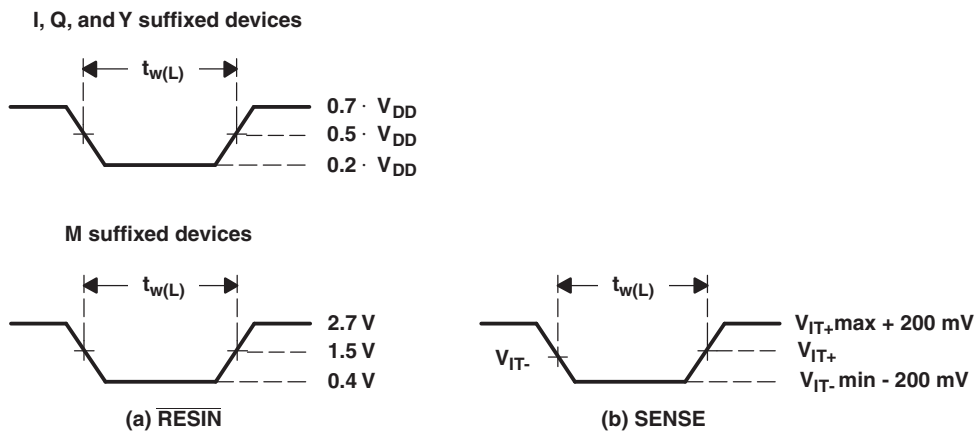 I, Q, and Y suffixed devices
tw(L)
0.7 · VDD
0.5 · VDD
0.2 · VDD
M suffixed devices
tw(L)
2.7 V
1.5 V
0.4 V
(a) RESIN
tw(L)
VIT-
VIT+ max + 200 mV
VIT+
VIT- min - 200 mV
(b) SENSE